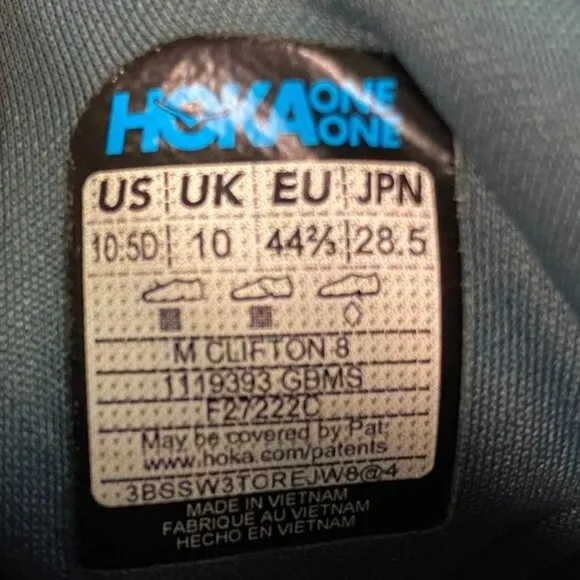 HOKA ONE ONE
US UK EU JPN
10.5D 10 44⅔ 28.5
M CLIFTON 8
1119393 GBMS
F27222C
May be covered by Pat:
www.hoka.com/patents
3BSSW3TOREJW8@4
MADE IN VIETNAM
FABRIQUÉ AU VIETNAM
HECHO EN VIETNAM